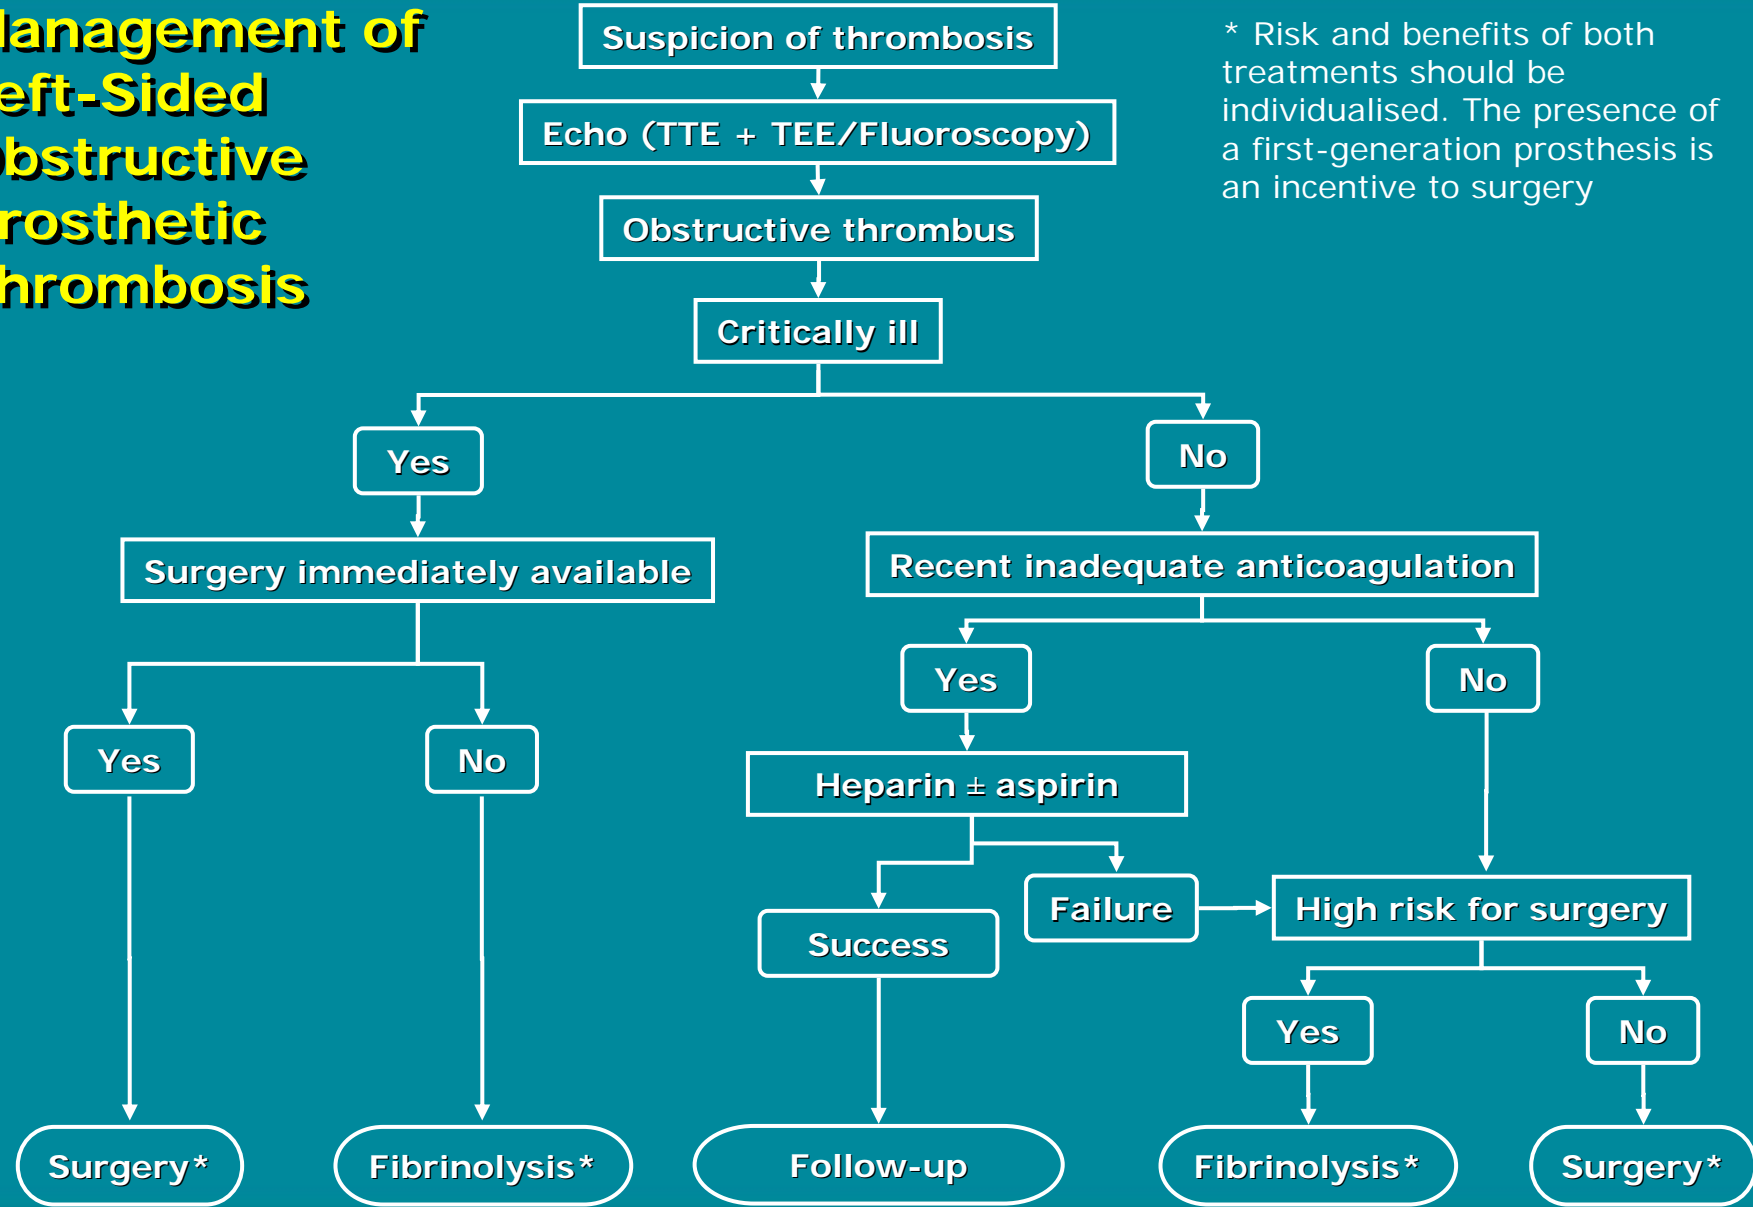 anagement of
eft-Sided
bstructive
rosthetic
hrombosis
Suspicion of thrombosis
* Risk and benefits of both
treatments should be
individualised. The presence of
a first-generation prosthesis is
an incentive to surgery
Echo (TTE + TEE/Fluoroscopy)
Obstructive thrombus
Critically ill
Yes
No
Surgery immediately available
Recent inadequate anticoagulation
Yes
No
Yes
No
Heparin ± aspirin
Success
Failure
High risk for surgery
Yes
No
Surgery*
Fibrinolysis*
Follow-up
Fibrinolysis*
Surgery*